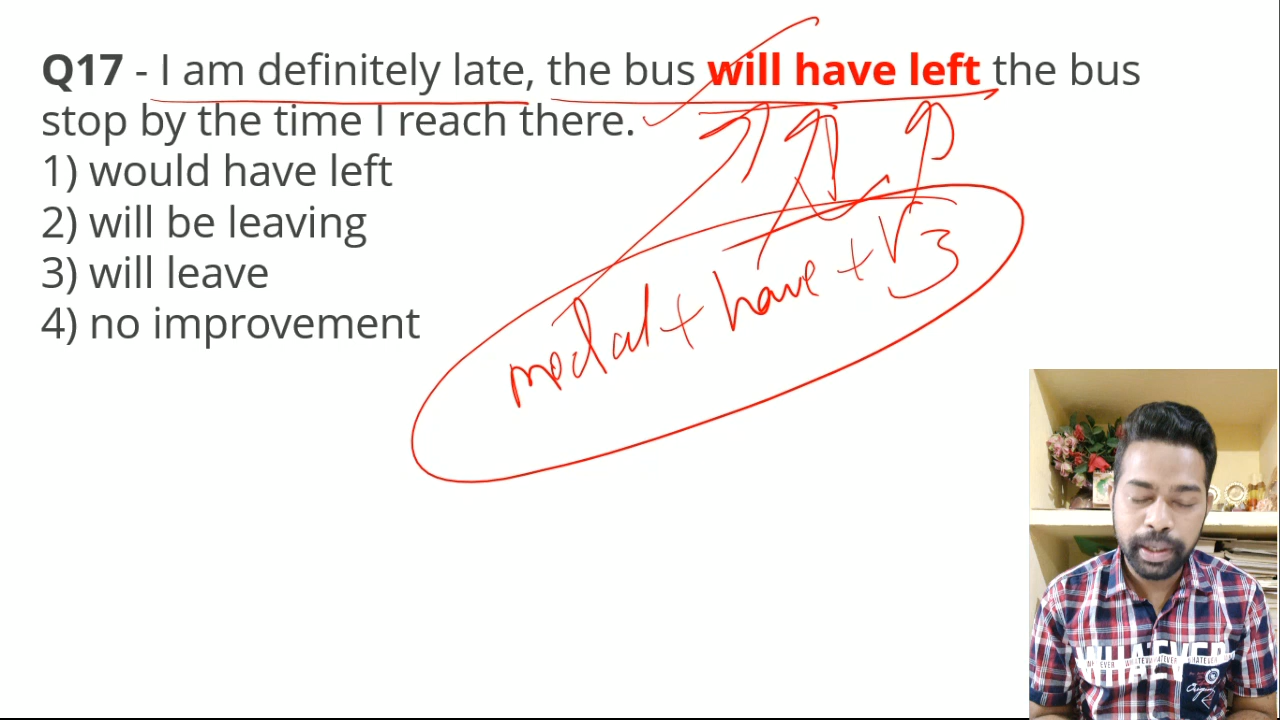 Q17 - I am definitely late, the bus will have left the bus
stop by the time I reach there.
1) would have left
2) will be leaving
3) will leave
4) no improvement
modal + have + V3
WHATEVER